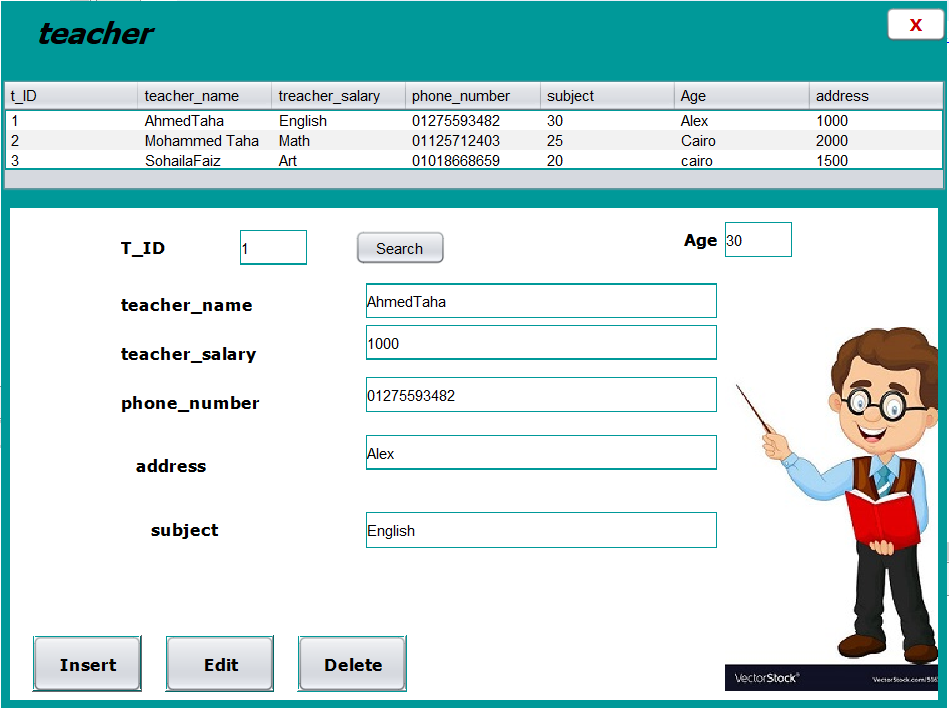 teacher
X
t_ID teacher_name treacher_salary phone_number subject Age address
1 AhmedTaha English 01275593482 30 Alex 1000
2 Mohammed Taha Math 01125712403 25 Cairo 2000
3 SohailaFaiz Art 01018668659 20 cairo 1500
T_ID 1 Search Age 30
teacher_name AhmedTaha
teacher_salary 1000
phone_number 01275593482
address Alex
subject English
Insert Edit Delete
VectorStock® VectorStock.com/